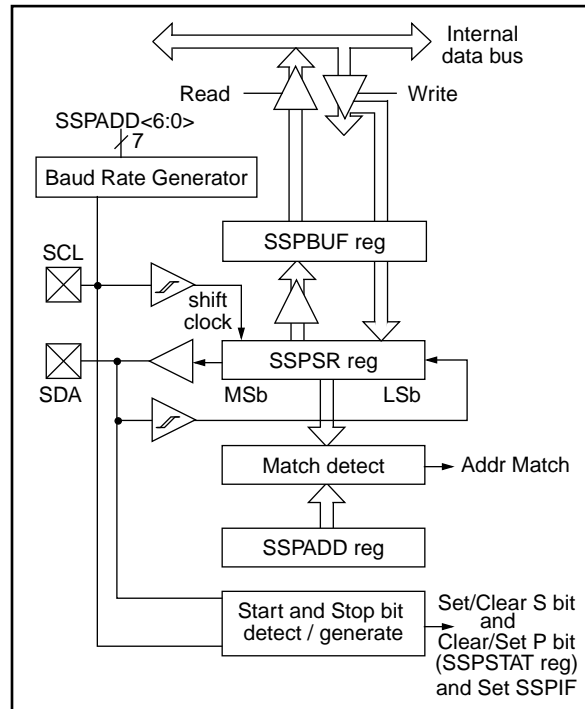 Internal
data bus
Read
Write
SSPADD<6:0>
7
Baud Rate Generator
SSPBUF reg
SCL
shift
clock
SSPSR reg
SDA
MSb
LSb
Match detect
Addr Match
SSPADD reg
Start and Stop bit
detect / generate
Set/Clear S bit
and
Clear/Set P bit
(SSPSTAT reg)
and Set SSPIF